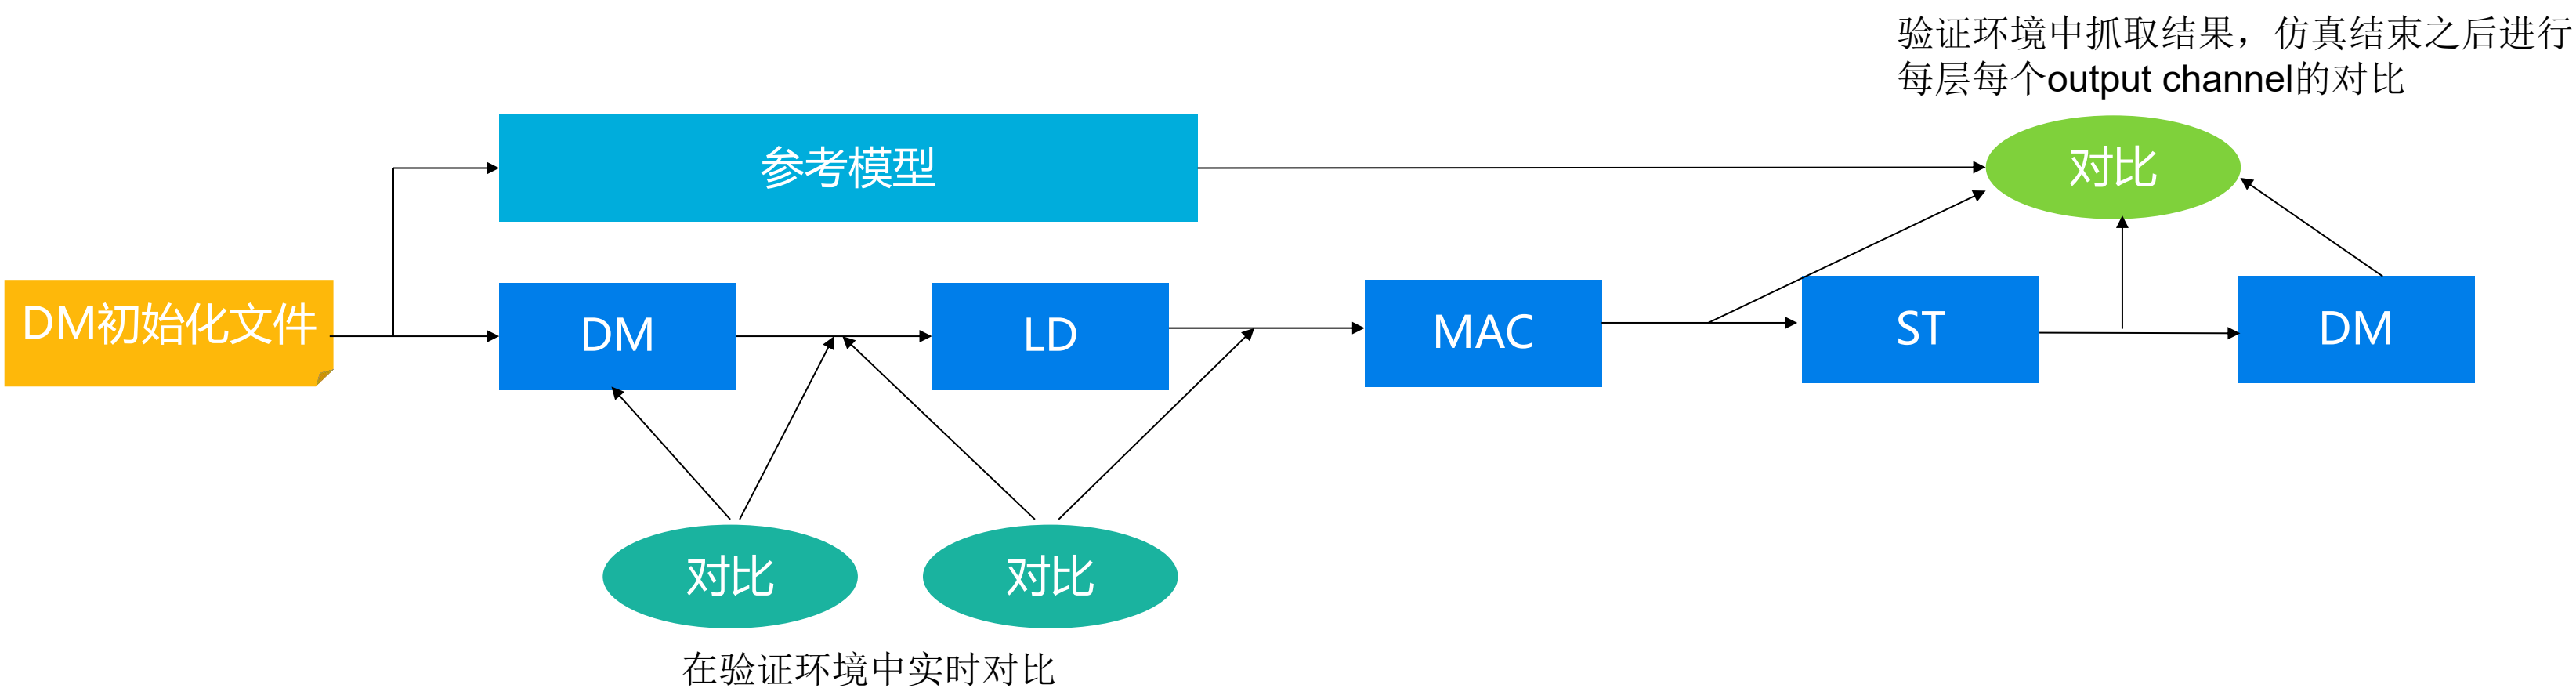 验证环境中抓取结果，仿真结束之后进行
每层每个output channel的对比
参考模型
对比
DM初始化文件
DM
LD
MAC
ST
DM
对比
对比
在验证环境中实时对比